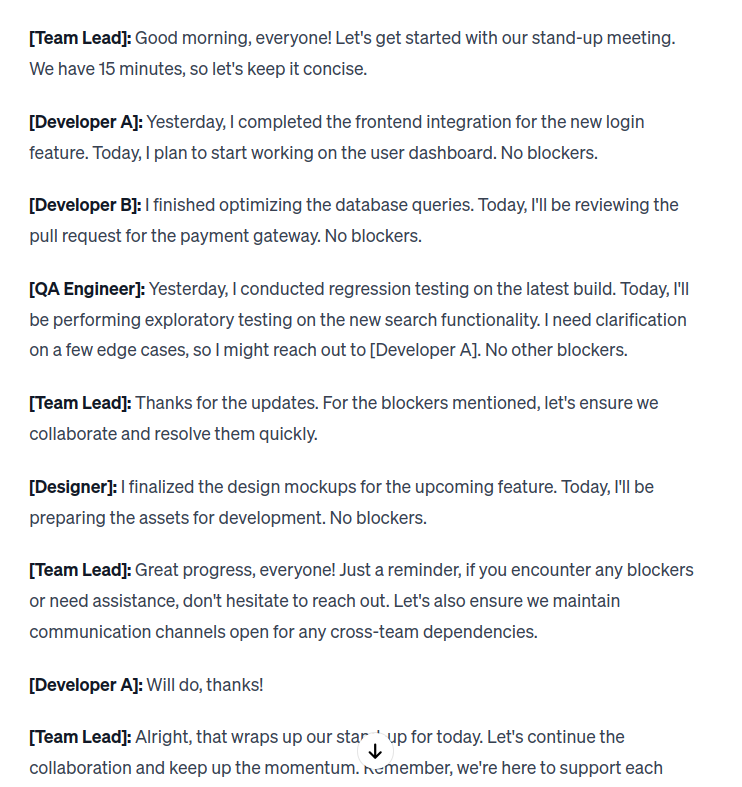 [Team Lead]: Good morning, everyone! Let's get started with our stand-up meeting.
We have 15 minutes, so let's keep it concise.
[Developer A]: Yesterday, I completed the frontend integration for the new login
feature. Today, I plan to start working on the user dashboard. No blockers.
[Developer B]: I finished optimizing the database queries. Today, I'll be reviewing the
pull request for the payment gateway. No blockers.
[QA Engineer]: Yesterday, I conducted regression testing on the latest build. Today, I'll
be performing exploratory testing on the new search functionality. I need clarification
on a few edge cases, so I might reach out to [Developer A]. No other blockers.
[Team Lead]: Thanks for the updates. For the blockers mentioned, let's ensure we
collaborate and resolve them quickly.
[Designer]: I finalized the design mockups for the upcoming feature. Today, I'll be
preparing the assets for development. No blockers.
[Team Lead]: Great progress, everyone! Just a reminder, if you encounter any blockers
or need assistance, don't hesitate to reach out. Let's also ensure we maintain
communication channels open for any cross-team dependencies.
[Developer A]: Will do, thanks!
[Team Lead]: Alright, that wraps up our stand-up for today. Let's continue the
collaboration and keep up the momentum. Remember, we're here to support each